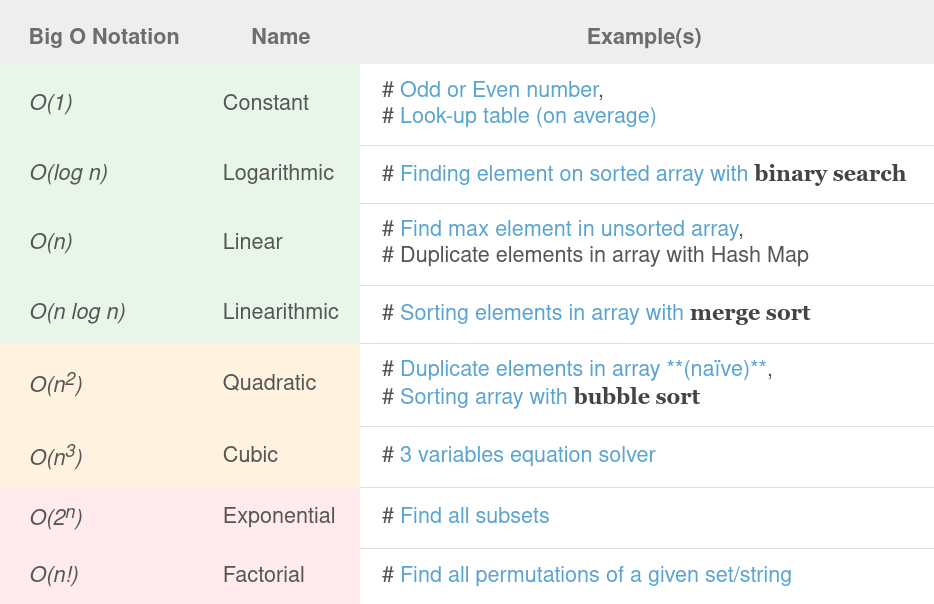 Big O Notation Name Example(s)
O(1) Constant # Odd or Even number,
# Look-up table (on average)
O(log n) Logarithmic # Finding element on sorted array with binary search
O(n) Linear # Find max element in unsorted array,
# Duplicate elements in array with Hash Map
O(n log n) Linearithmic # Sorting elements in array with merge sort
O(n²) Quadratic # Duplicate elements in array **(naïve)**,
# Sorting array with bubble sort
O(n³) Cubic # 3 variables equation solver
O(2ⁿ) Exponential # Find all subsets
O(n!) Factorial # Find all permutations of a given set/string